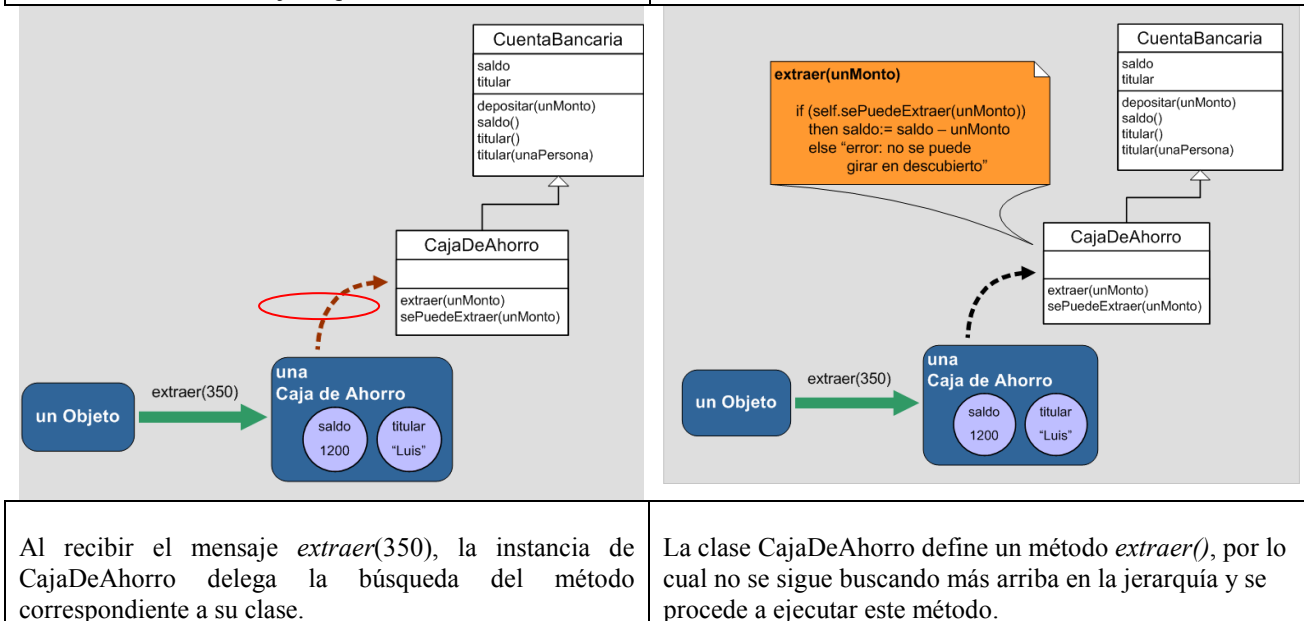 CuentaBancaria
saldo
titular
depositar(unMonto)
saldo()
titular()
titular(unaPersona)
CajaDeAhorro
extraer(unMonto)
sePuedeExtraer(unMonto)
un Objeto
extraer(350)
una
Caja de Ahorro
saldo
1200
titular
“Luis”
Al recibir el mensaje extraer(350), la instancia de
CajaDeAhorro delega la búsqueda del método
correspondiente a su clase.
CuentaBancaria
saldo
titular
depositar(unMonto)
saldo()
titular()
titular(unaPersona)
extraer(unMonto)
if (self.sePuedeExtraer(unMonto))
then saldo:= saldo – unMonto
else “error: no se puede
girar en descubierto”
CajaDeAhorro
extraer(unMonto)
sePuedeExtraer(unMonto)
un Objeto
extraer(350)
una
Caja de Ahorro
saldo
1200
titular
“Luis”
La clase CajaDeAhorro define un método extraer(), por lo
cual no se sigue buscando más arriba en la jerarquía y se
procede a ejecutar este método.